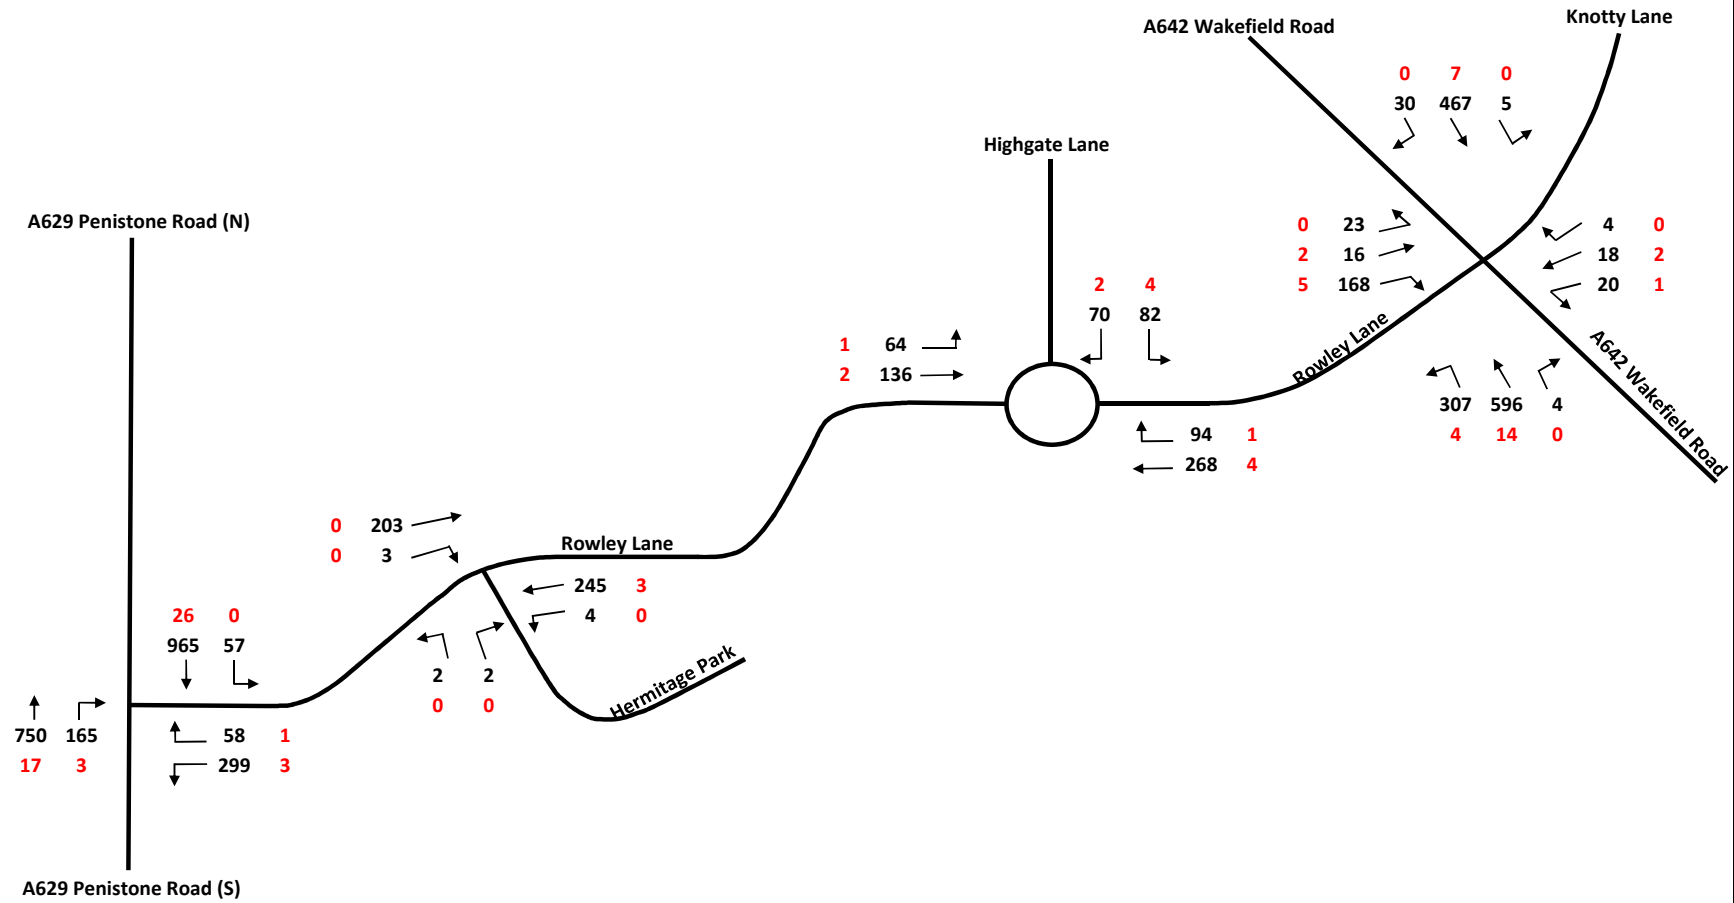 Knotty Lane
A642 Wakefield Road
0 7 0
30 467 5
Highgate Lane
A629 Penistone Road (N)
0 23
2 16
5 168
4 0
18 2
20 1
2 4
70 82
1 64
2 136
Rowley Lane
A642 Wakefield Road
307 596 4
4 14 0
94 1
268 4
0 203
0 3
Rowley Lane
245 3
4 0
26 0
965 57
2 2
0 0
Hermitage Park
750 165
17 3
58 1
299 3
A629 Penistone Road (S)